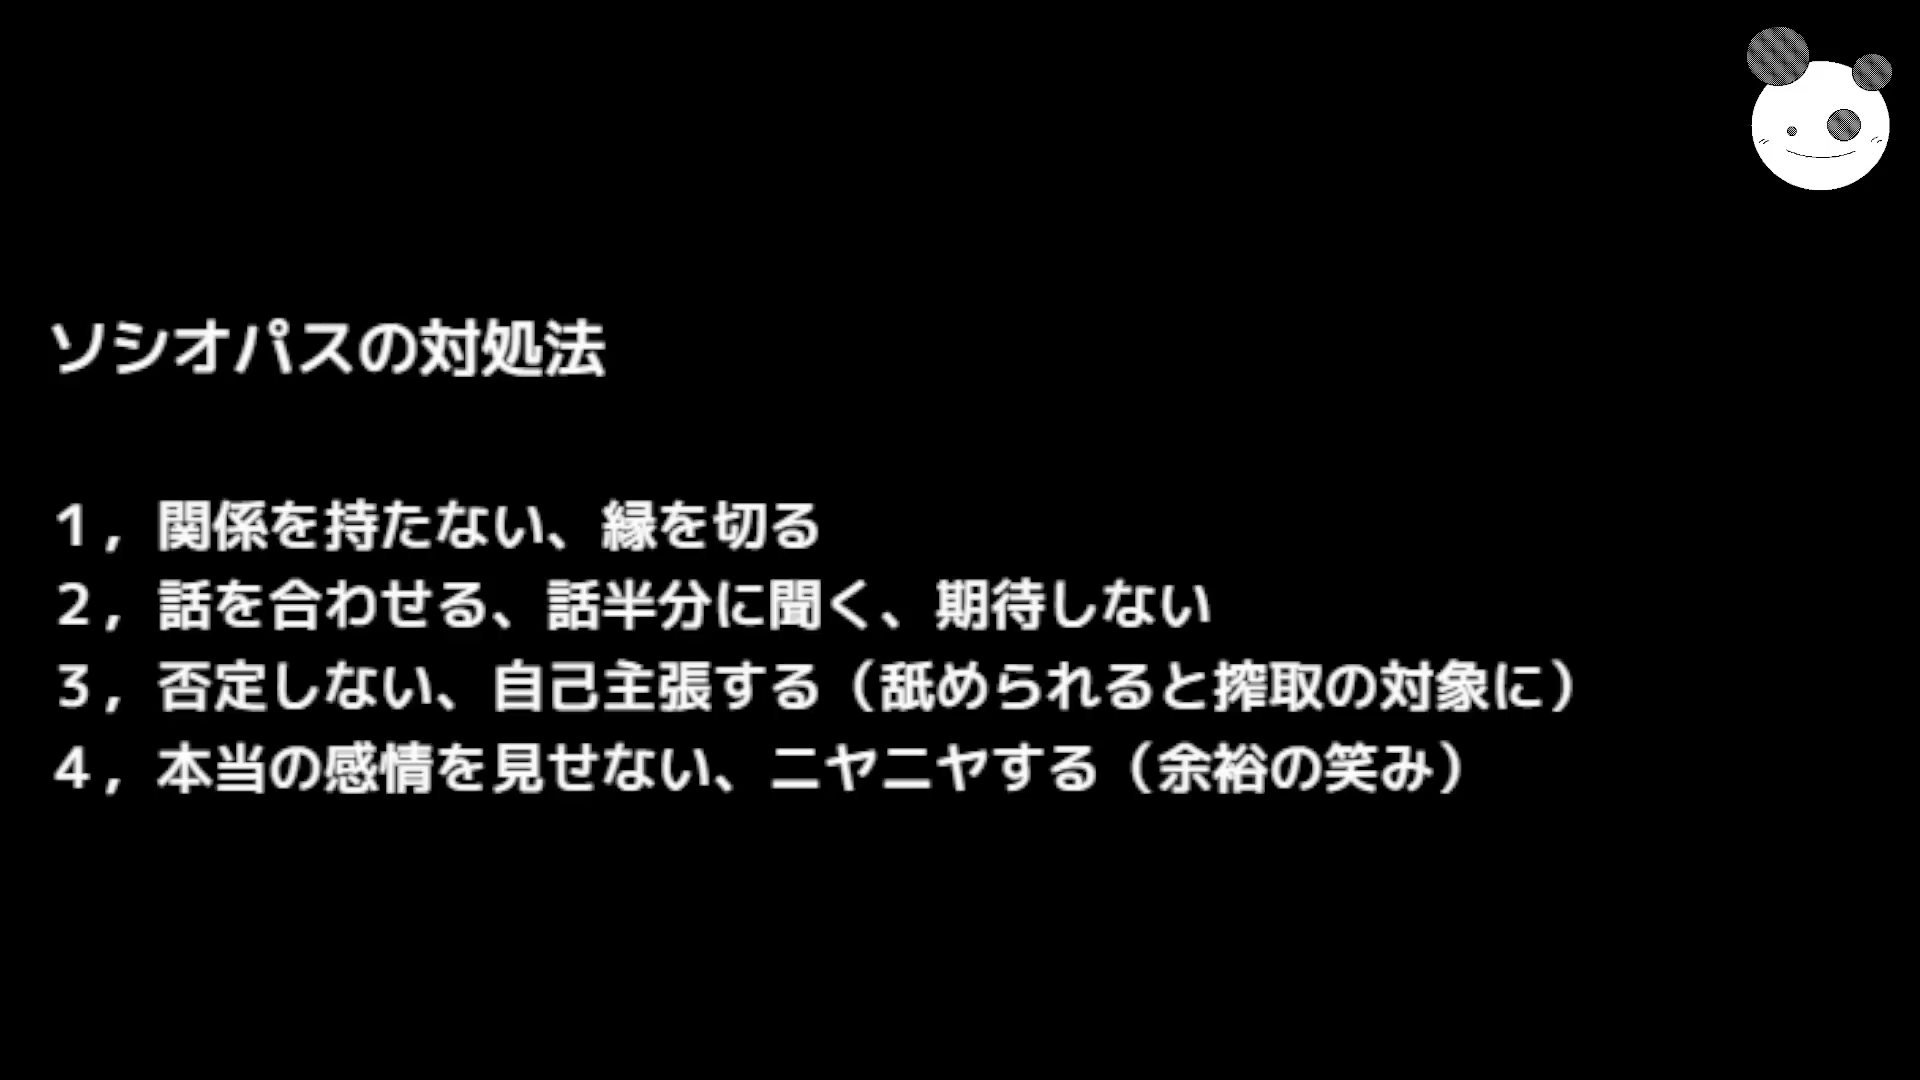 ソシオパスの対処法
１，関係を持たない、縁を切る
２，話を合わせる、話半分に聞く、期待しない
３，否定しない、自己主張する（舐められると搾取の対象に）
４，本当の感情を見せない、ニヤニヤする（余裕の笑み）